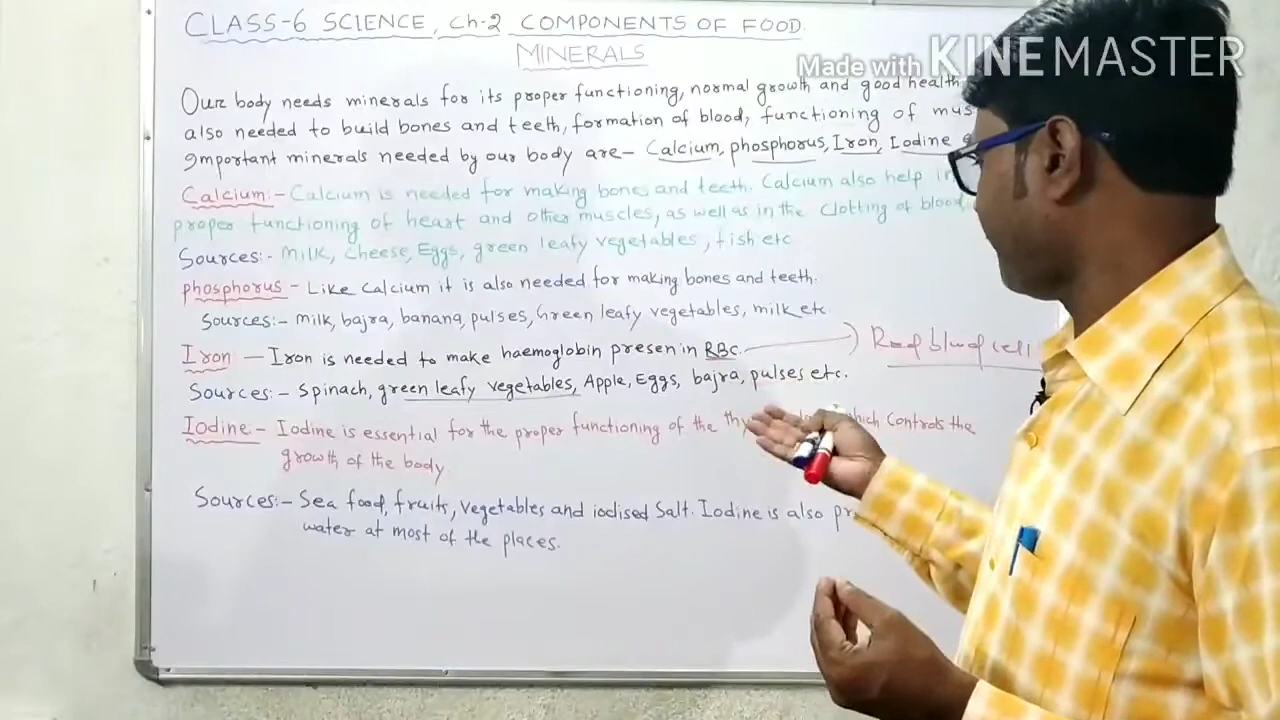 CLASS-6 SCIENCE, Ch-2 COMPONENTS OF FOOD.
MINERALS
Made with KINEMASTER
Our body needs minerals for its proper functioning, normal growth and good health
also needed to build bones and teeth, formation of blood, functioning of mus
Important minerals needed by our body are- Calcium, phosphorus, Iron, Iodine
Calcium:- Calcium is needed for making bones and teeth. Calcium also help in
proper functioning of heart and other muscles, as well as in the clotting of blood,
Sources:- Milk, Cheese, Eggs, green leafy vegetables, fish etc
phosphorus - Like Calcium it is also needed for making bones and teeth.
Sources:- Milk, bajra, banana, pulses, Green leafy vegetables, milk etc.
Iron - Iron is needed to make haemoglobin presen in RBC. Red blood cell
Sources:- Spinach, green leafy vegetables, Apple, Eggs, bajra, pulses etc.
Iodine - Iodine is essential for the proper functioning of the which controls the
growth of the body
Sources:- Sea food, fruits, vegetables and iodised Salt. Iodine is also pr
water at most of the places.